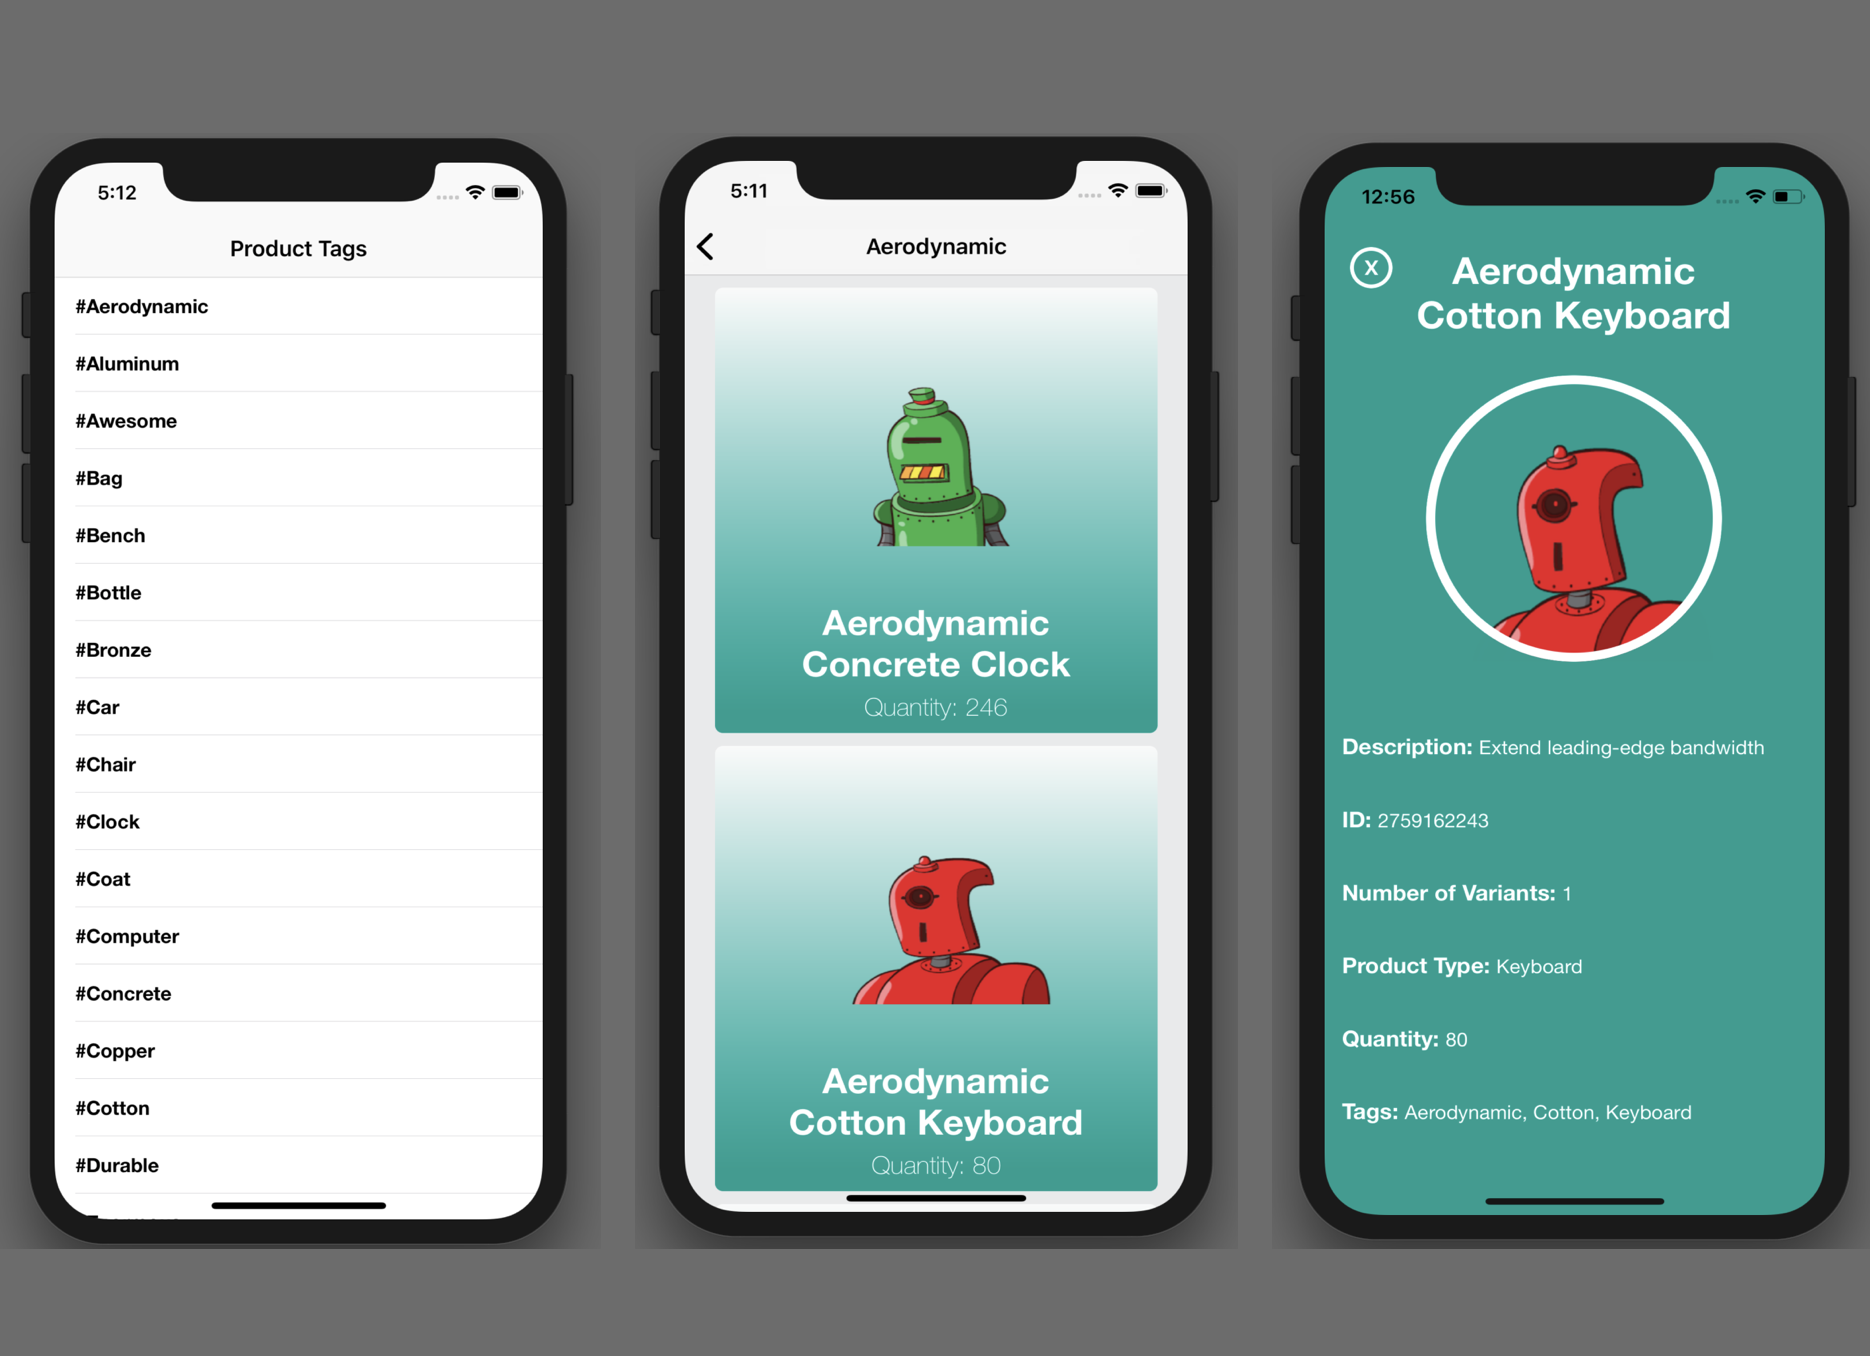 5:12
Product Tags
#Aerodynamic
#Aluminum
#Awesome
#Bag
#Bench
#Bottle
#Bronze
#Car
#Chair
#Clock
#Coat
#Computer
#Concrete
#Copper
#Cotton
#Durable
5:11
Aerodynamic
Aerodynamic
Concrete Clock
Quantity: 246
Aerodynamic
Cotton Keyboard
Quantity: 80
12:56
X
Aerodynamic
Cotton Keyboard
Description: Extend leading-edge bandwidth
ID: 2759162243
Number of Variants: 1
Product Type: Keyboard
Quantity: 80
Tags: Aerodynamic, Cotton, Keyboard